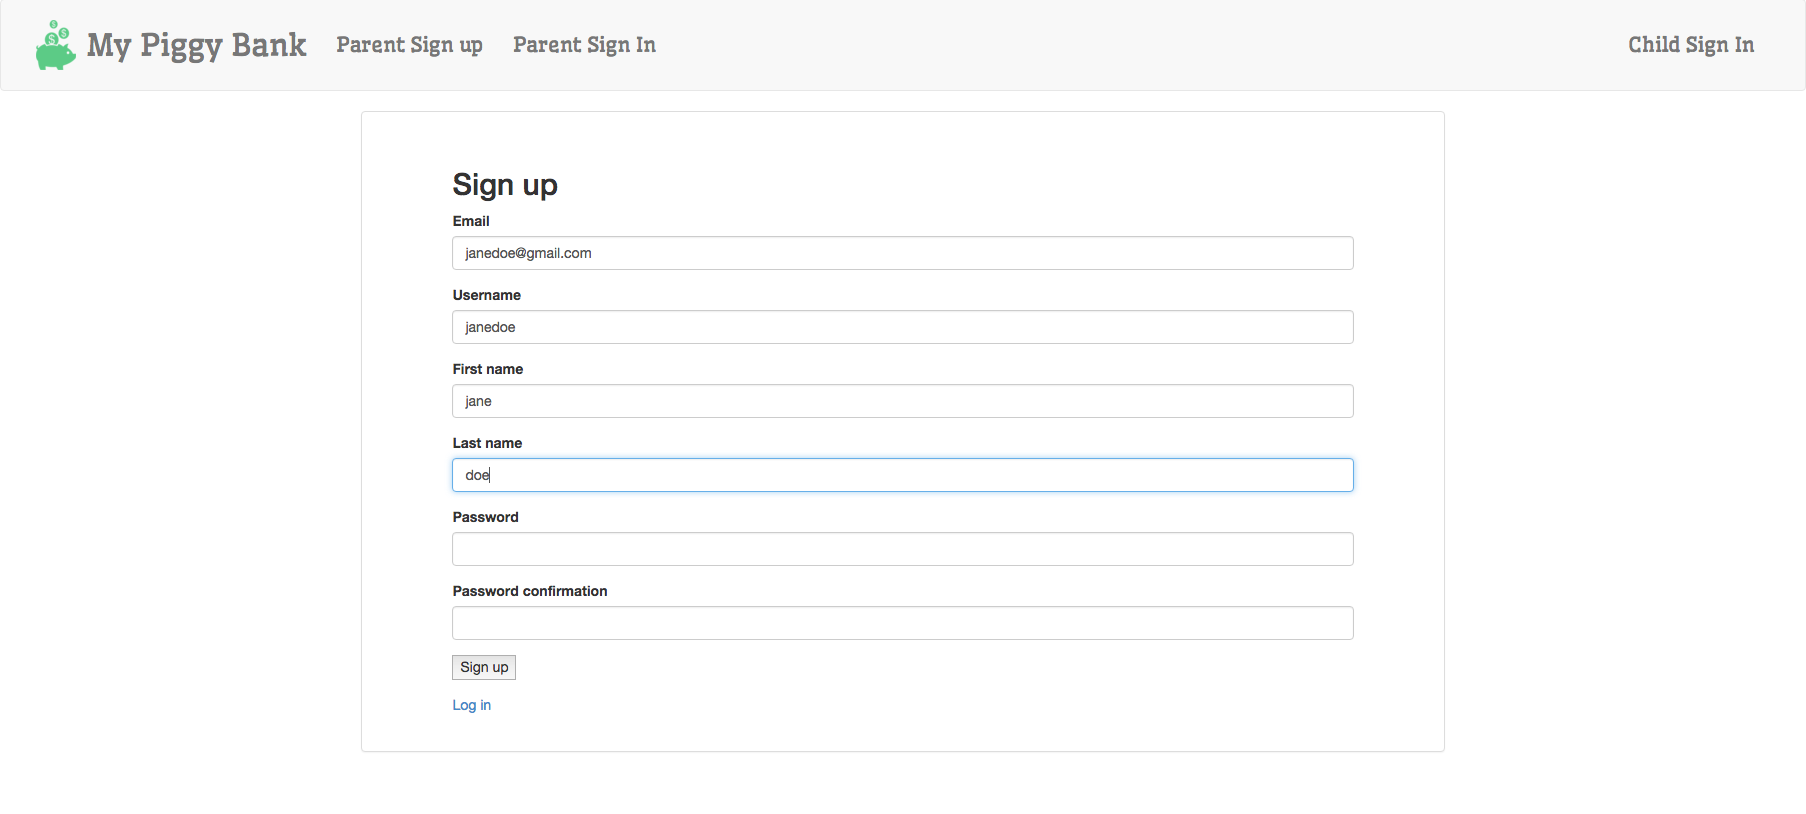 My Piggy Bank Parent Sign up Parent Sign In Child Sign In
Sign up
Email
janedoe@gmail.com
Username
janedoe
First name
jane
Last name
doe
Password
Password confirmation
Sign up
Log in